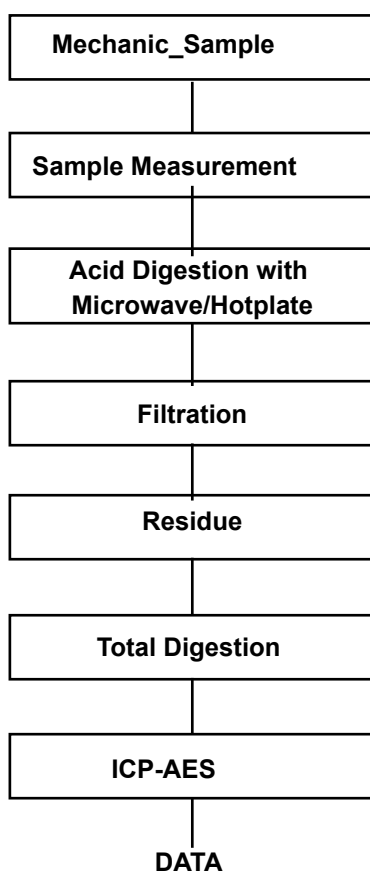 Mechanic_Sample
Sample Measurement
Acid Digestion with
Microwave/Hotplate
Filtration
Residue
Total Digestion
ICP-AES
DATA